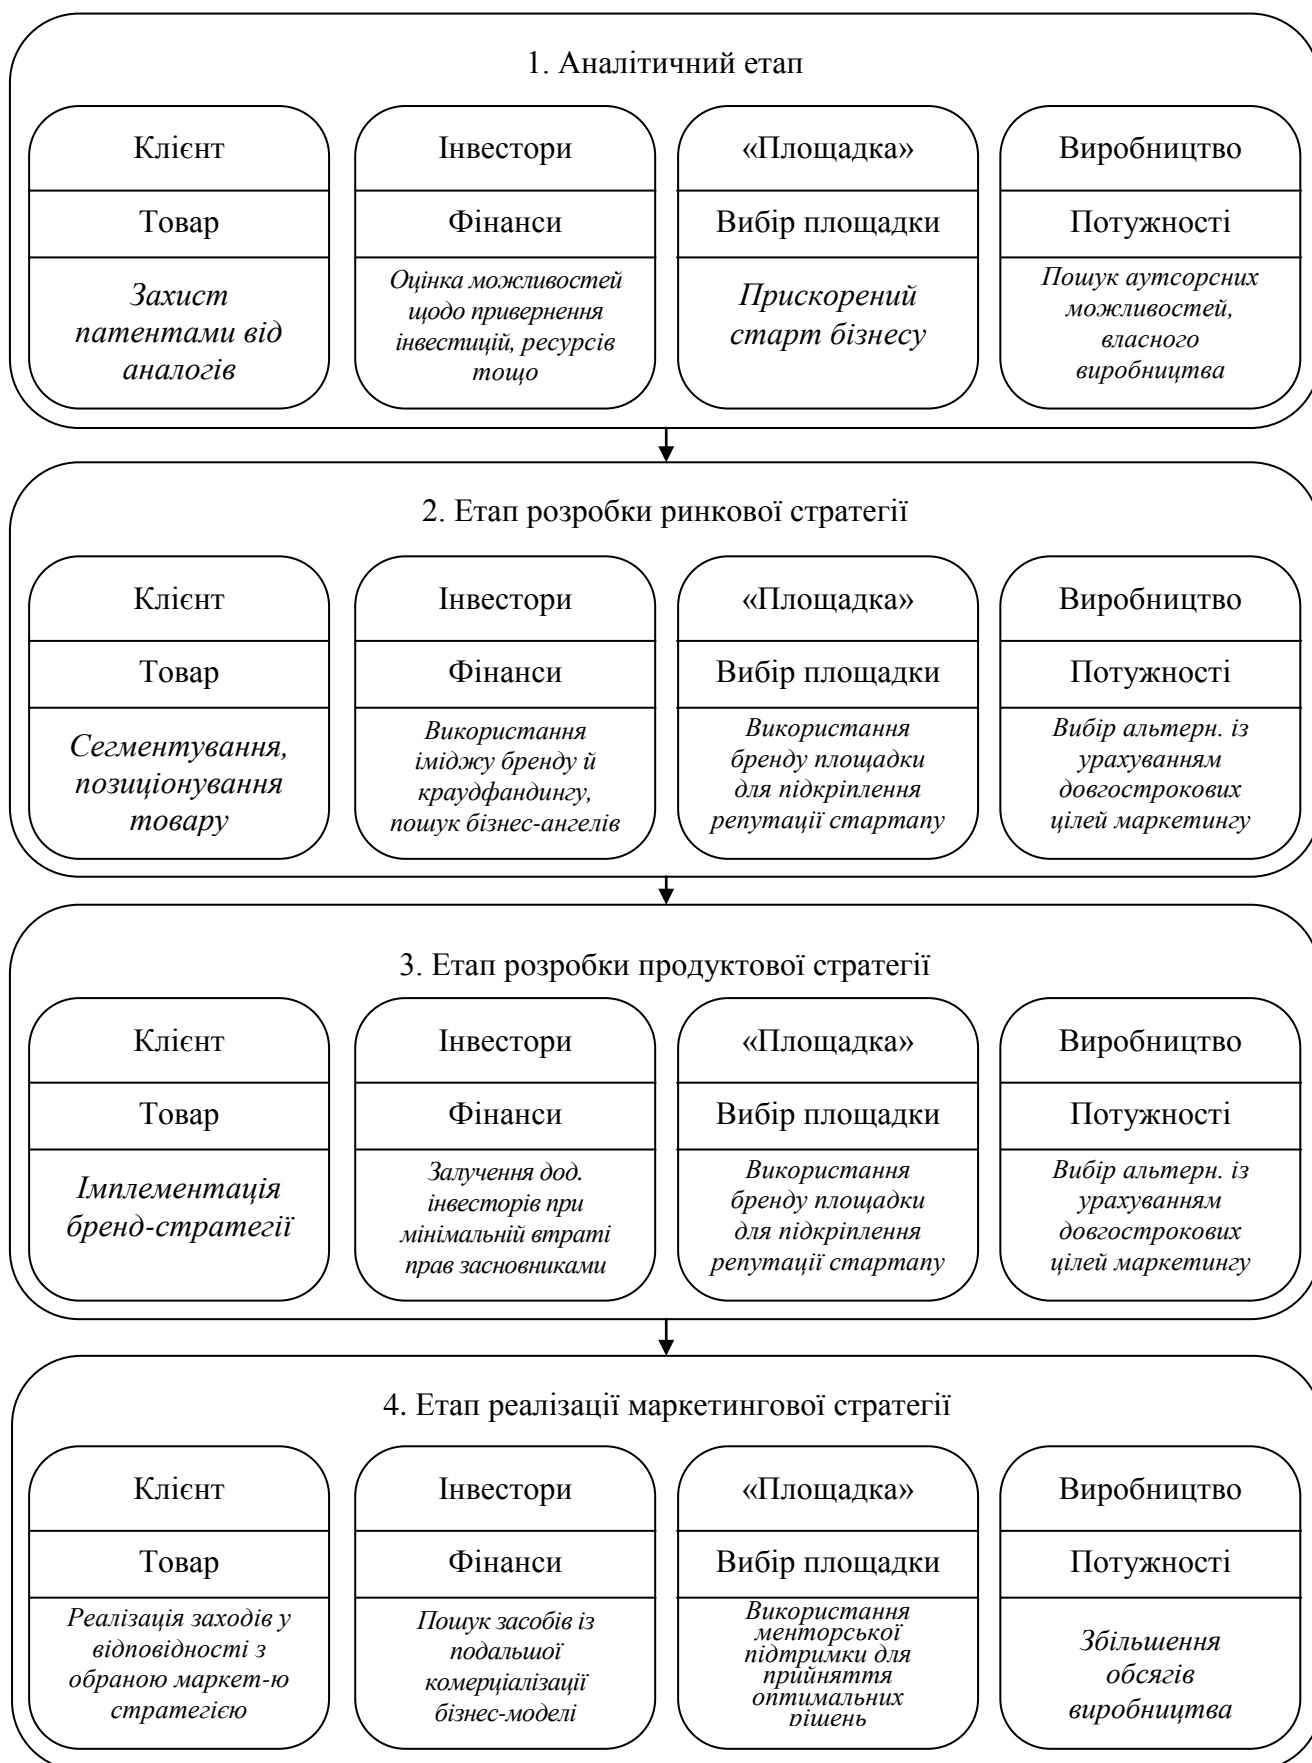 1. Аналітичний етап
Клієнт
Товар
Захист
патентами від
аналогів
Інвестори
Фінанси
Оцінка можливостей
щодо привернення
інвестицій, ресурсів
тощо
«Площадка»
Вибір площадки
Прискорений
старт бізнесу
Виробництво
Потужності
Пошук аутсорсних
можливостей,
власного
виробництва
2. Етап розробки ринкової стратегії
Клієнт
Товар
Сегментування,
позиціонування
товару
Інвестори
Фінанси
Використання
іміджу бренду й
краудфандингу,
пошук бізнес-ангелів
«Площадка»
Вибір площадки
Використання
бренду площадки
для підкріплення
репутації стартапу
Виробництво
Потужності
Вибір альтерн. із
урахуванням
довгострокових
цілей маркетингу
3. Етап розробки продуктової стратегії
Клієнт
Товар
Імплементація
бренд-стратегії
Інвестори
Фінанси
Залучення дод.
інвесторів при
мінімальній втраті
прав засновниками
«Площадка»
Вибір площадки
Використання
бренду площадки
для підкріплення
репутації стартапу
Виробництво
Потужності
Вибір альтерн. із
урахуванням
довгострокових
цілей маркетингу
4. Етап реалізації маркетингової стратегії
Клієнт
Товар
Реалізація заходів у
відповідності з
обраною маркет-ю
стратегією
Інвестори
Фінанси
Пошук засобів із
подальшої
комерціалізації
бізнес-моделі
«Площадка»
Вибір площадки
Використання
менторської
підтримки для
прийняття
оптимальних
рішень
Виробництво
Потужності
Збільшення
обсягів
виробництва